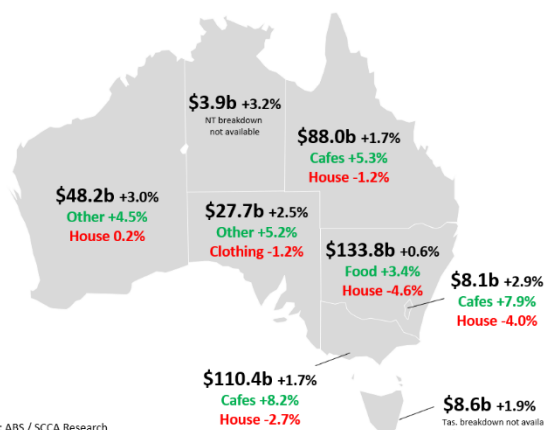 $3.9b +3.2%
NT breakdown
not available
$88.0b +1.7%
Cafes +5.3%
House -1.2%
$48.2b +3.0%
Other +4.5%
House 0.2%
$27.7b +2.5%
Other +5.2%
Clothing -1.2%
$133.8b +0.6%
Food +3.4%
House -4.6%
$8.1b +2.9%
Cafes +7.9%
House -4.0%
$110.4b +1.7%
Cafes +8.2%
House -2.7%
$8.6b +1.9%
Tas. breakdown not availa
: ABS / SCCA Research